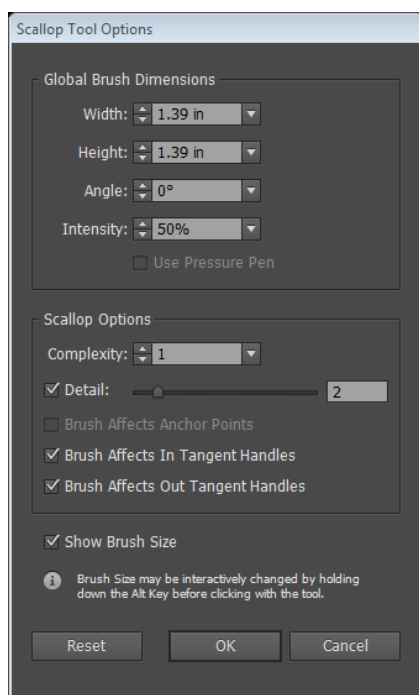 Scallop Tool Options
Global Brush Dimensions
Width: 1.39 in
Height: 1.39 in
Angle: 0°
Intensity: 50%
Use Pressure Pen
Scallop Options
Complexity: 1
Detail: 2
Brush Affects Anchor Points
Brush Affects In Tangent Handles
Brush Affects Out Tangent Handles
Show Brush Size
Brush Size may be interactively changed by holding
down the Alt Key before clicking with the tool.
Reset OK Cancel